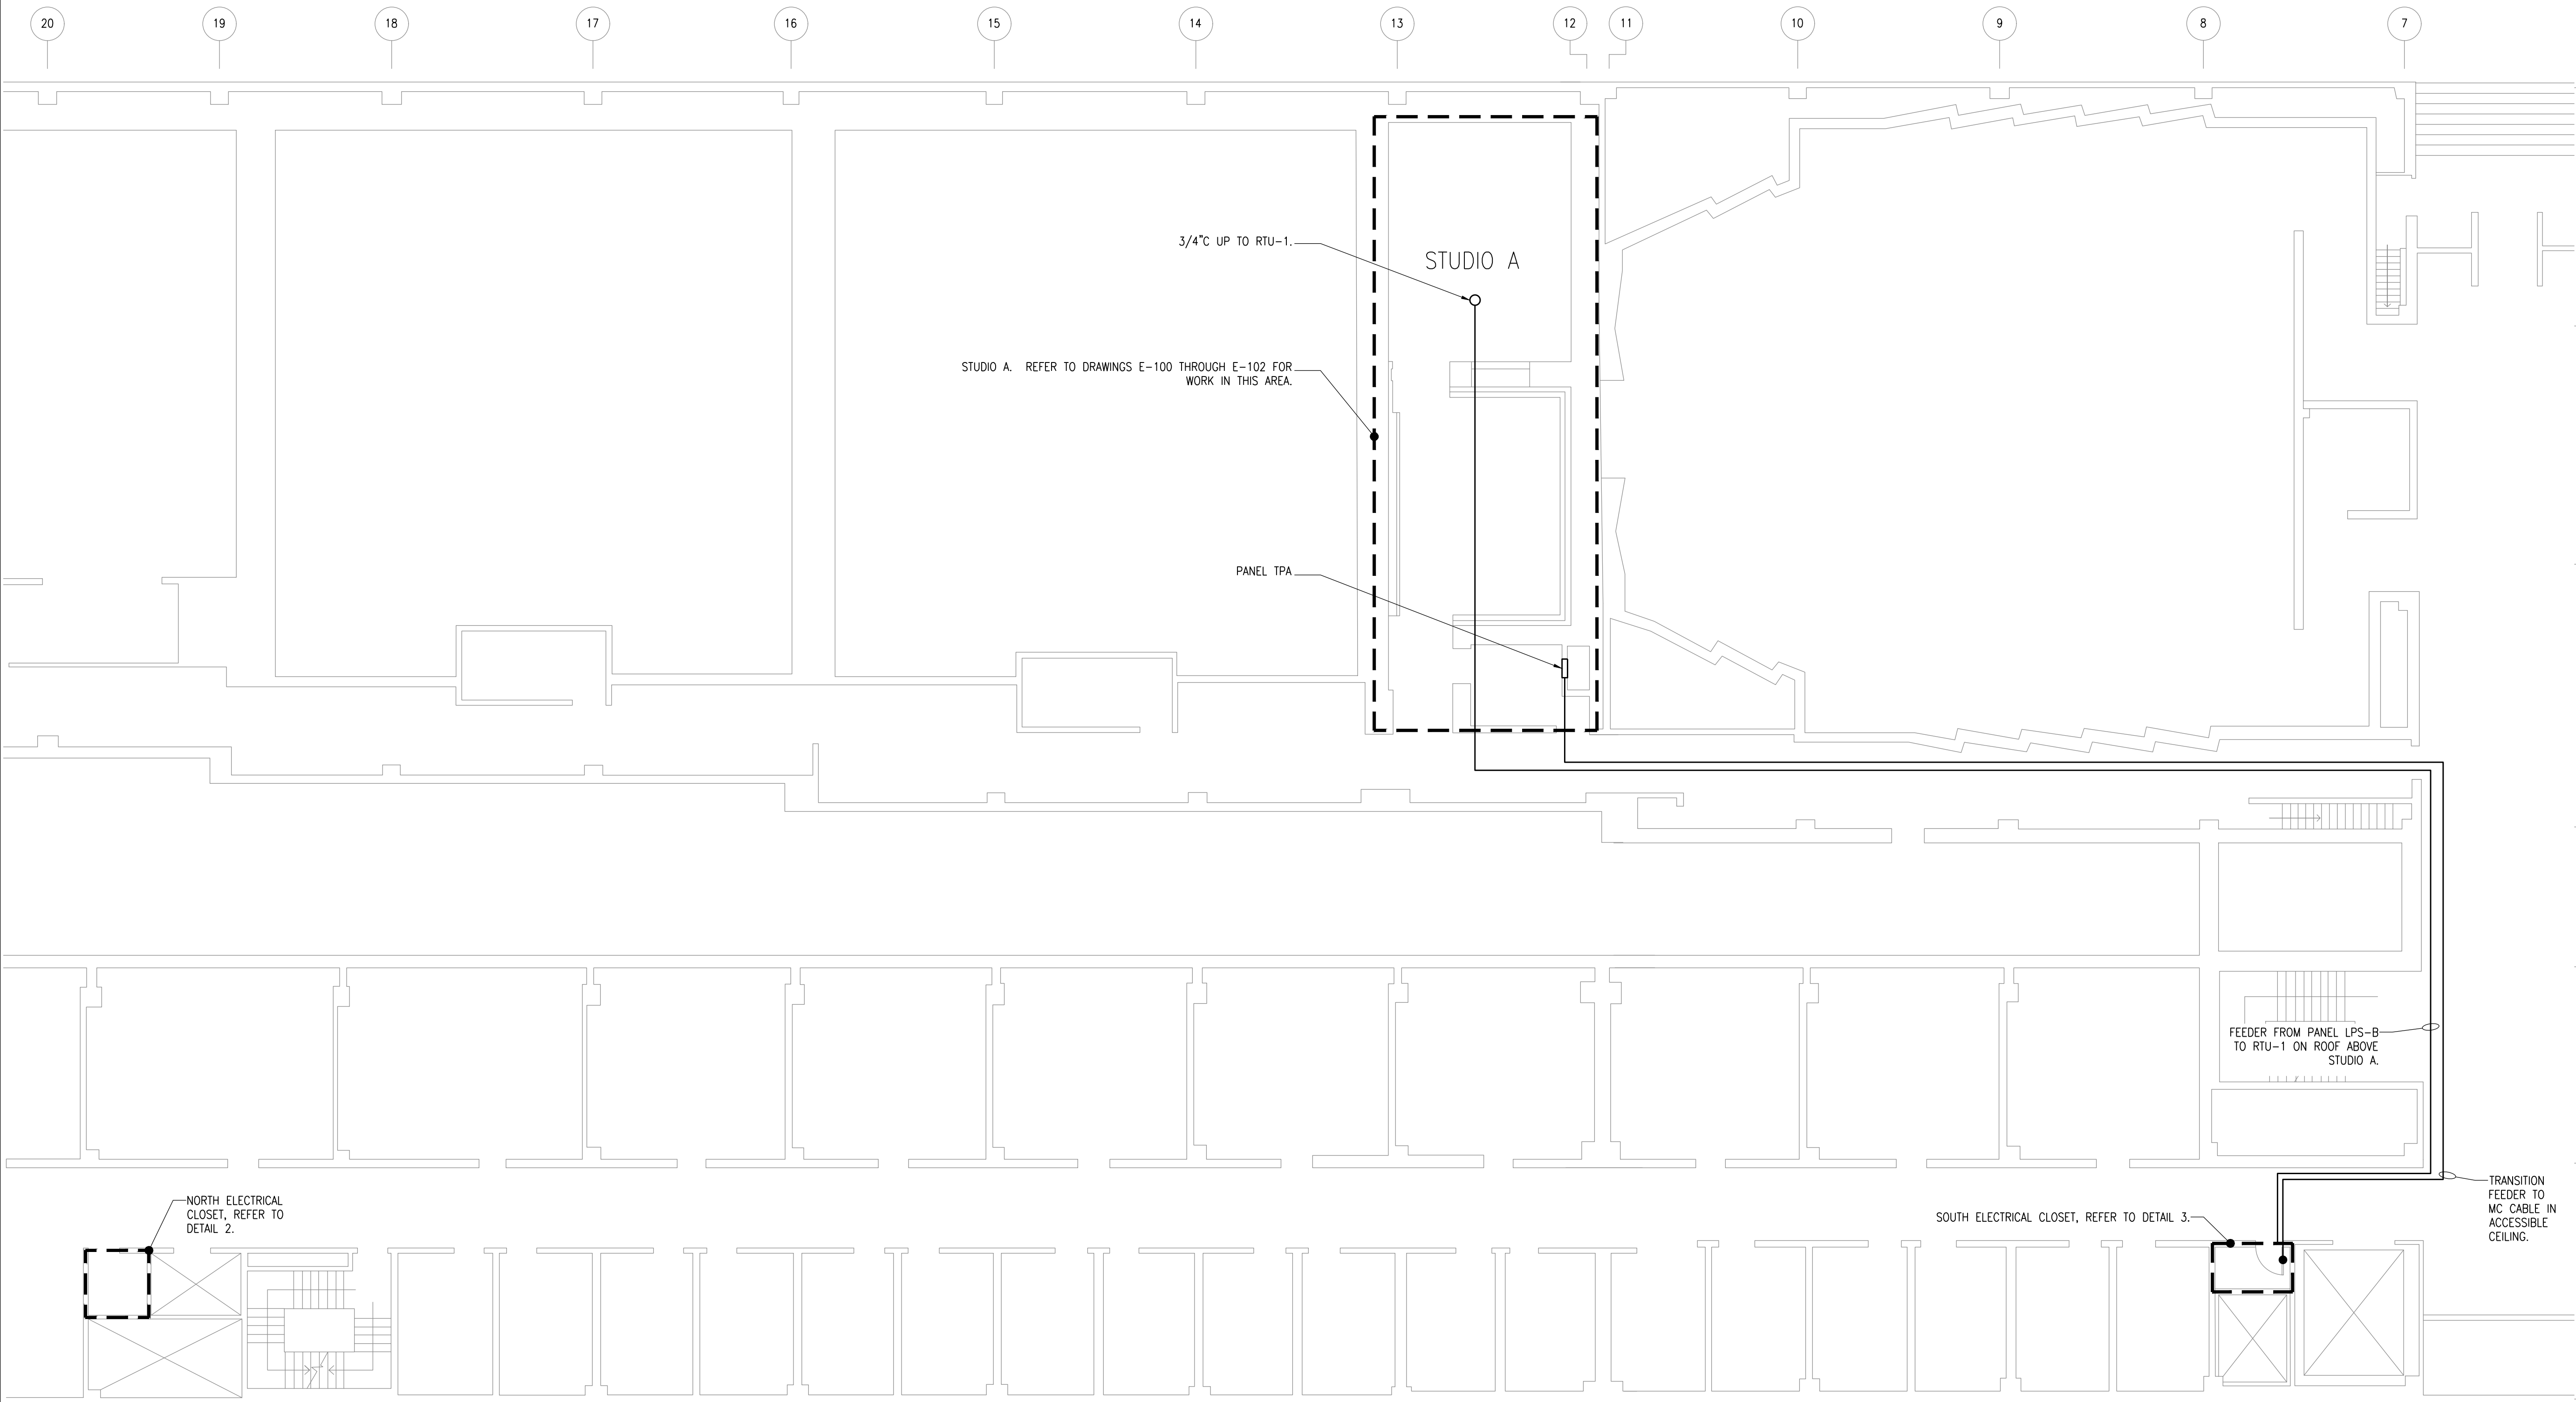 20
19
18
17
16
15
14
13
12
11
10
9
8
7
3/4"C UP TO RTU-1.
STUDIO A
STUDIO A. REFER TO DRAWINGS E-100 THROUGH E-102 FOR
WORK IN THIS AREA.
PANEL TPA
FEEDER FROM PANEL LPS-B
TO RTU-1 ON ROOF ABOVE
STUDIO A.
TRANSITION
FEEDER TO
MC CABLE IN
ACCESSIBLE
CEILING.
NORTH ELECTRICAL
CLOSET, REFER TO
DETAIL 2.
SOUTH ELECTRICAL CLOSET, REFER TO DETAIL 3.